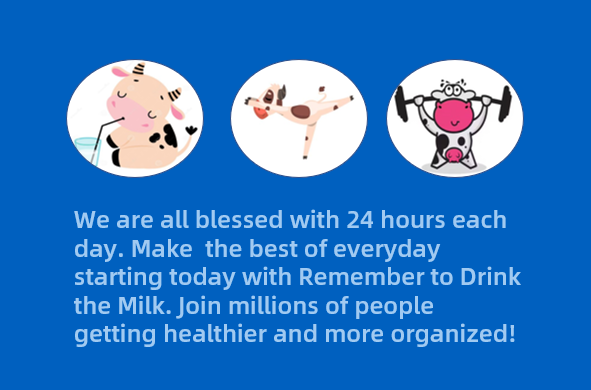 We are all blessed with 24 hours each
day. Make  the best of everyday
starting today with Remember to Drink
the Milk. Join millions of people
getting healthier and more organized!